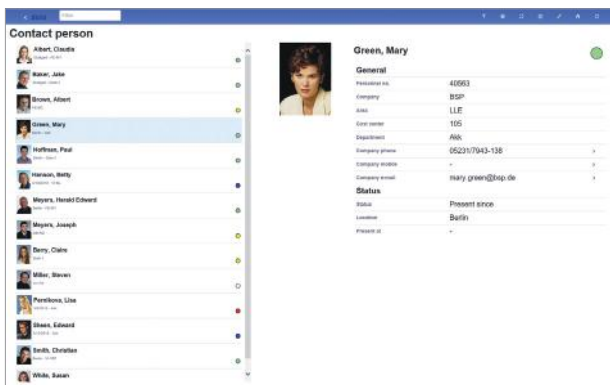 Contact person
Albert, Claudia
Baker, Jake
Brown, Albert
Green, Mary
Hoffman, Paul
Hanson, Betty
Meyers, Harald Edward
Meyers, Joseph
Berry, Claire
Miller, Steven
Pernikova, Lisa
Sheen, Edward
Smith, Christian
White, Susan
Green, Mary
General
Personnel no. 40563
Company BSP
Area LLE
Cost center 105
Department Akk
Company phone 05231/7943-138
Company mobile -
Company e-mail mary.green@bsp.de
Status
Status Present since
Location Berlin
Present at -